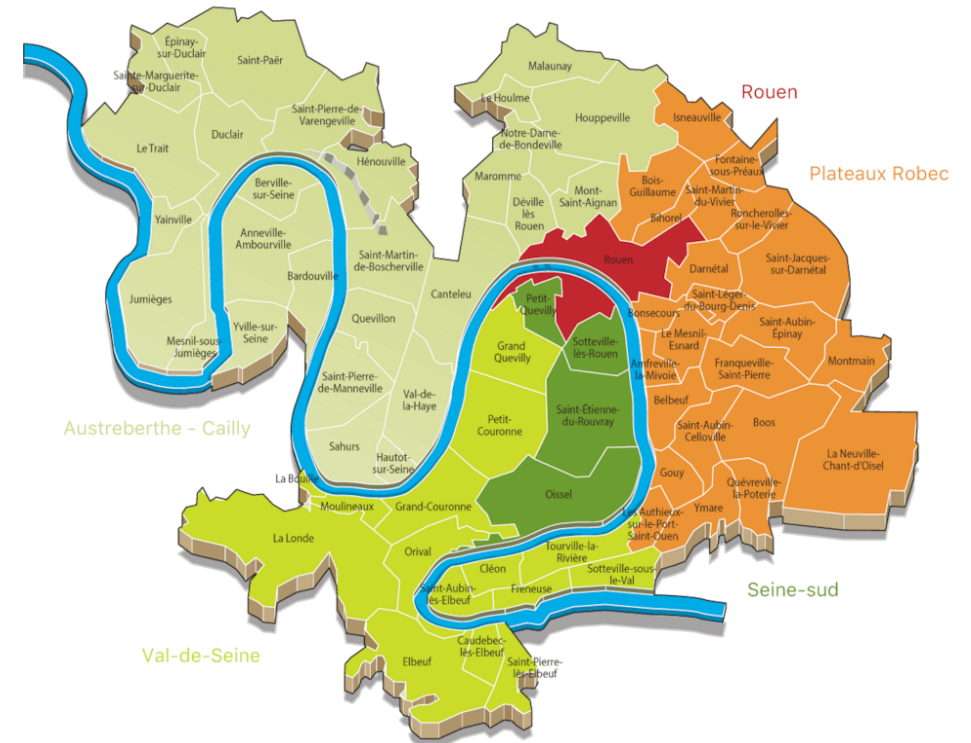 Épinay-
sur-Duclair
Saint-Paër
Sainte-Marguerite-
sur-Duclair
Saint-Pierre-de-
Varengeville
Duclair
Le Trait
Hénouville
Berville-
sur-Seine
Yainville
Anneville-
Ambourville
Saint-Martin-
de-Boscherville
Bardouville
Canteleu
Jumièges
Quevillon
Yville-sur-
Seine
Mesnil-sous-
Jumièges
Saint-Pierre-
de-Manneville
Val-de-
la-Haye
Sahurs
Hautot-
sur-Seine
Austreberthe - Cailly
Malaunay
Le Houlme
Houppeville
Notre-Dame-
de-Bondeville
Maromme
Mont-
Saint-Aignan
Déville
lès
Rouen
Rouen
Isneauville
Fontaine-
sous-Préaux
Plateaux Robec
Bois-
Guillaume
Saint-Martin-
du-Vivier
Bihorel
Roncherolles-
sur-le-Vivier
Rouen
Darnétal
Saint-Jacques-
sur-Darnétal
Petit-
Quevilly
Saint-Léger-
du-Bourg-Denis
Bonsecours
Sotteville-
lès-Rouen
Le Mesnil-
Esnard
Saint-Aubin-
Épinay
Grand
Quevilly
Amfreville-
la-Mivoie
Franqueville-
Saint-Pierre
Montmain
Belbeuf
Saint-Étienne-
du-Rouvray
Petit-
Couronne
Saint-Aubin-
Celloville
Boos
La Neuville-
Chant-d'Oisel
Gouy
Quévreville-
la-Poterie
Oissel
Ymare
Les Authieux-
sur-le-Port-
Saint-Ouen
La Bouille
Moulineaux
Grand-Couronne
La Londe
Orival
Tourville-la-
Rivière
Cléon
Sotteville-sous-
le-Val
Saint-Aubin-
lès-Elbeuf
Freneuse
Seine-sud
Val-de-Seine
Elbeuf
Caudebec-
lès-Elbeuf
Saint-Pierre-
lès-Elbeuf